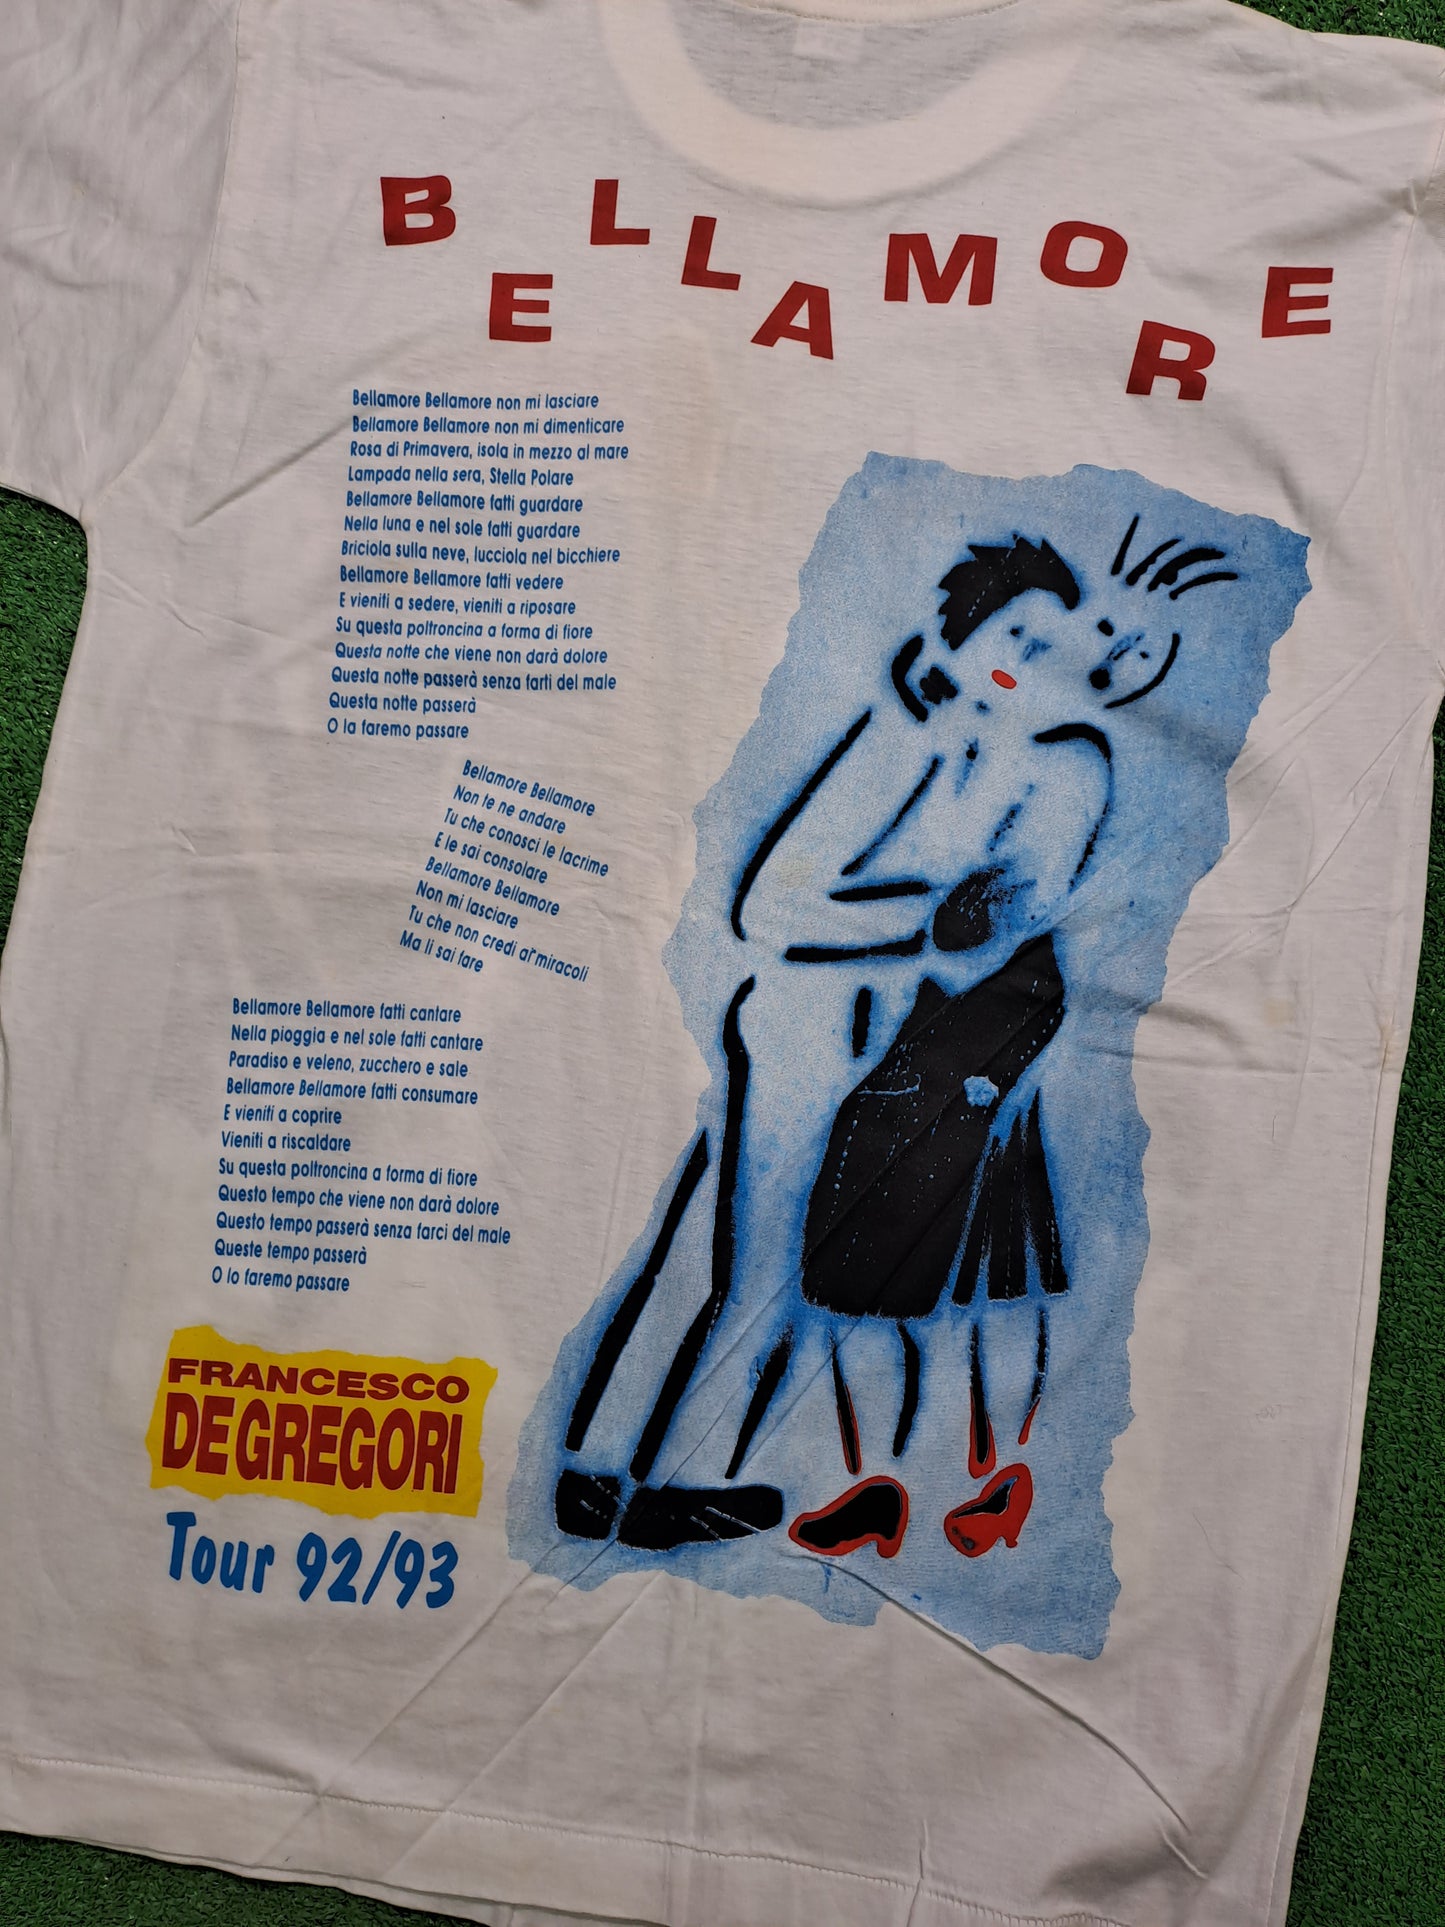 BELLAMORE
Bellamore Bellamore non mi lasciare
Bellamore Bellamore non mi dimenticare
Rosa di Primavera, isola in mezzo al mare
Lampada nella sera, Stella Polare
Bellamore Bellamore fatti guardare
Nella luna e nel sole fatti guardare
Briciola sulla neve, lucciola nel bicchiere
Bellamore Bellamore fatti vedere
E vieniti a sedere, vieniti a riposare
Su questa poltroncina a forma di fiore
Questa notte che viene non darà dolore
Questa notte passerà senza farti del male
Questa notte passerà
O la faremo passare
Bellamore Bellamore
Non te ne andare
Tu che conosci le lacrime
E le sai consolare
Bellamore Bellamore
Non mi lasciare
Tu che non credi ai miracoli
Ma li sai fare
Bellamore Bellamore fatti cantare
Nella pioggia e nel sole fatti cantare
Paradiso e veleno, zucchero e sale
Bellamore Bellamore fatti consumare
E vieniti a coprire
Vieniti a riscaldare
Su questa poltroncina a forma di fiore
Questo tempo che viene non darà dolore
Questo tempo passerà senza farci del male
Queste tempo passerà
O lo faremo passare
FRANCESCO
DE GREGORI
Tour 92/93